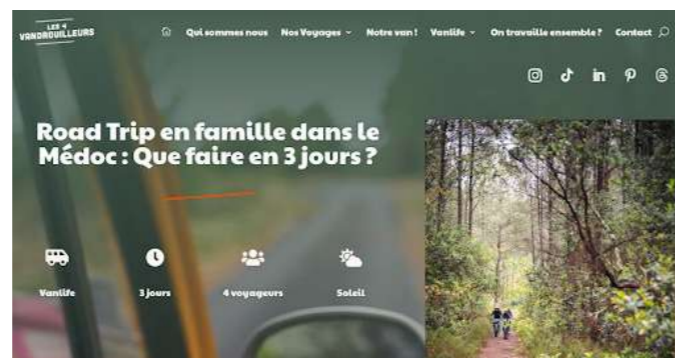 LES 4
VANDROUILLEURS
Qui sommes nous Nos Voyages Notre van ! Vanlife On travaille ensemble ? Contact
Road Trip en famille dans le
Médoc : Que faire en 3 jours ?
Vanlife 3 jours 4 voyageurs Soleil